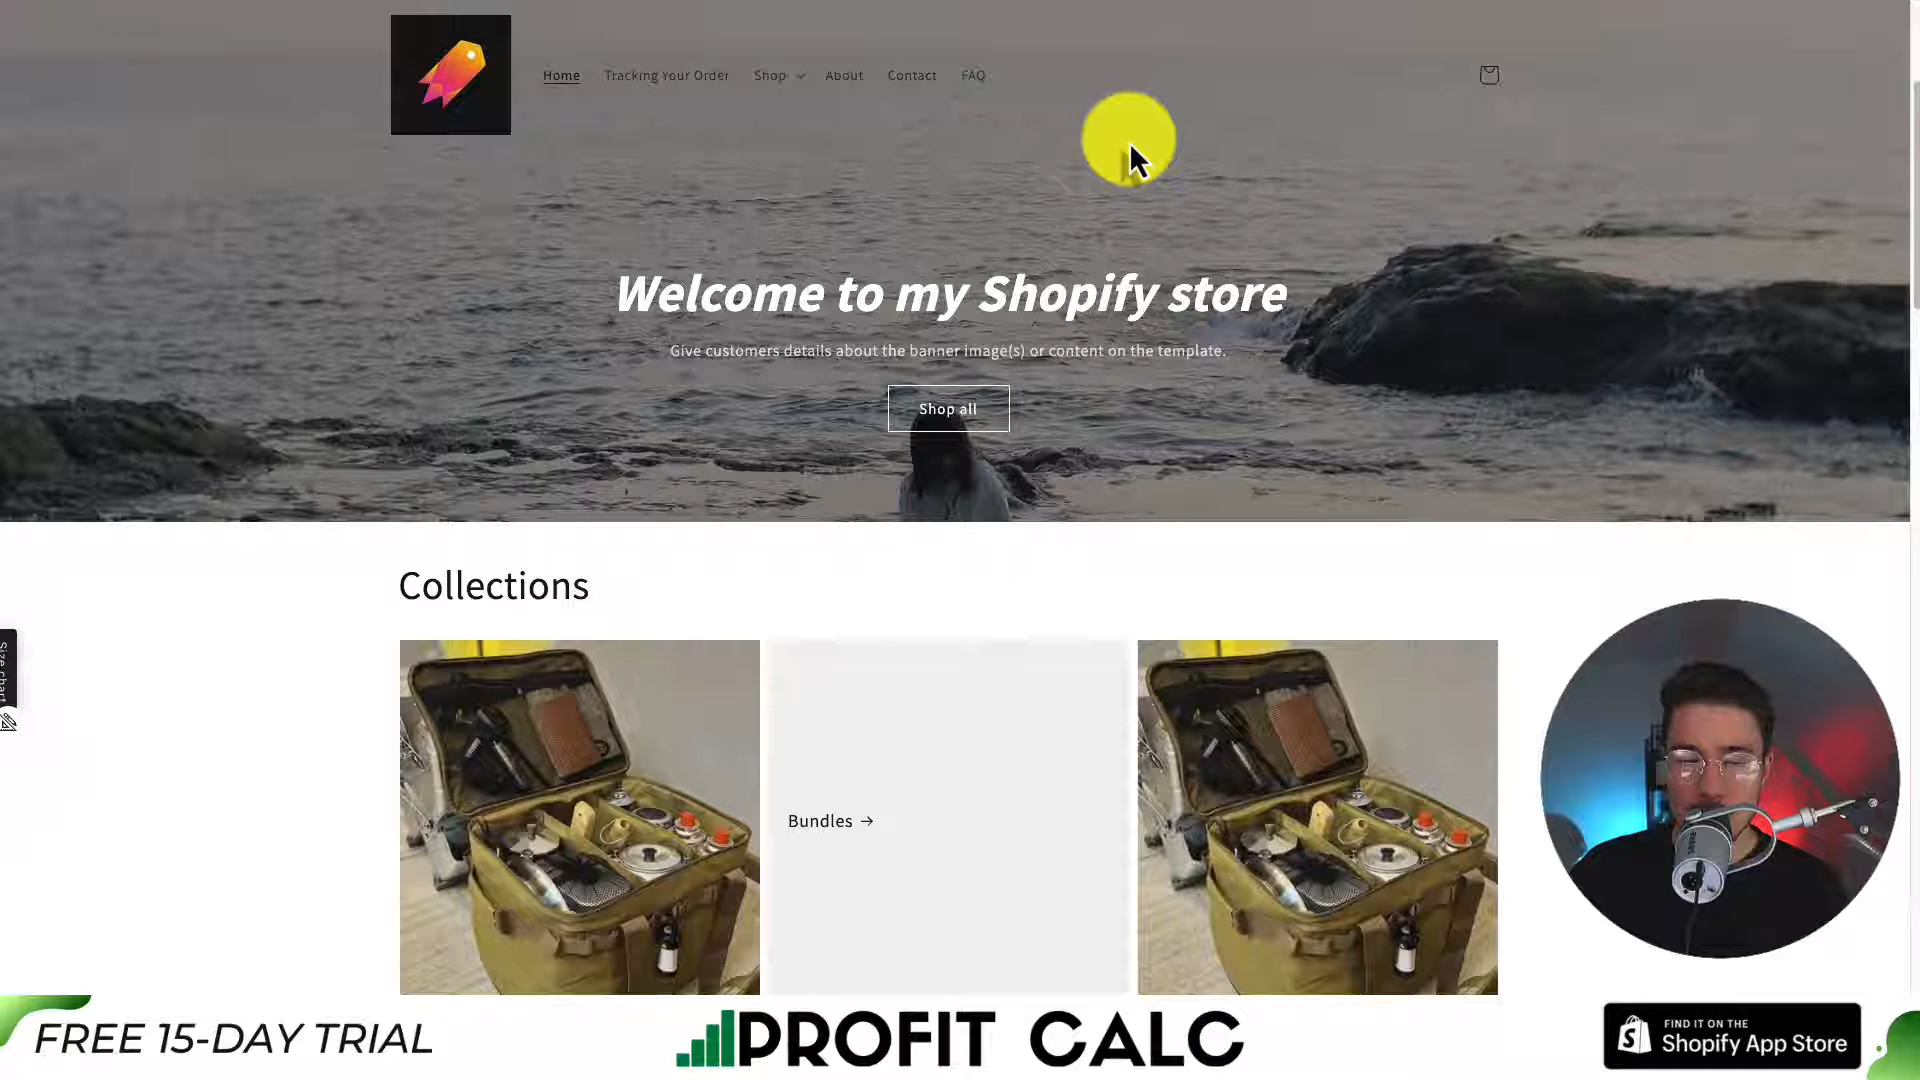 Home Tracking Your Order Shop About Contact FAQ
Welcome to my Shopify store
Give customers details about the banner image(s) or content on the template.
Shop all
Collections
Size chart
Bundles →
FREE 15-DAY TRIAL
PROFIT CALC
FIND IT ON THE
Shopify App Store